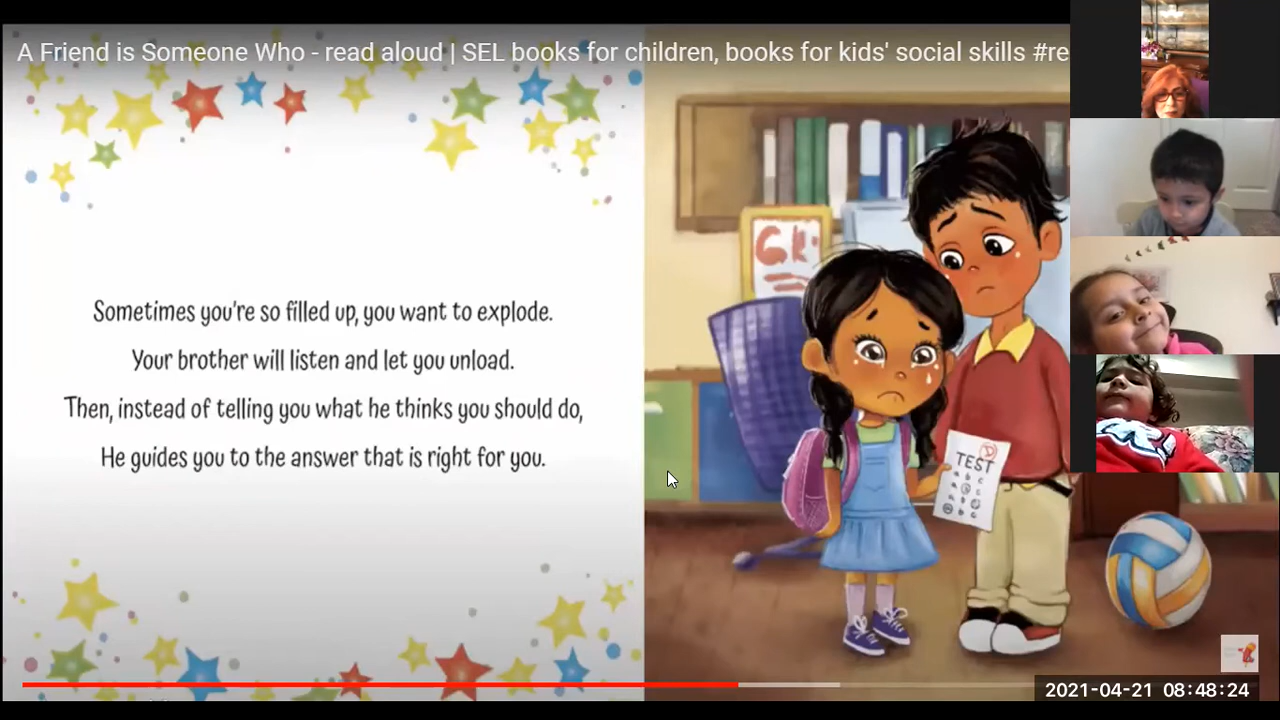 A Friend is Someone Who - read aloud | SEL books for children, books for kids' social skills #re
Sometimes you're so filled up, you want to explode.
Your brother will listen and let you unload.
Then, instead of telling you what he thinks you should do,
He guides you to the answer that is right for you.
TEST
a b c
2021-04-21 08:48:24